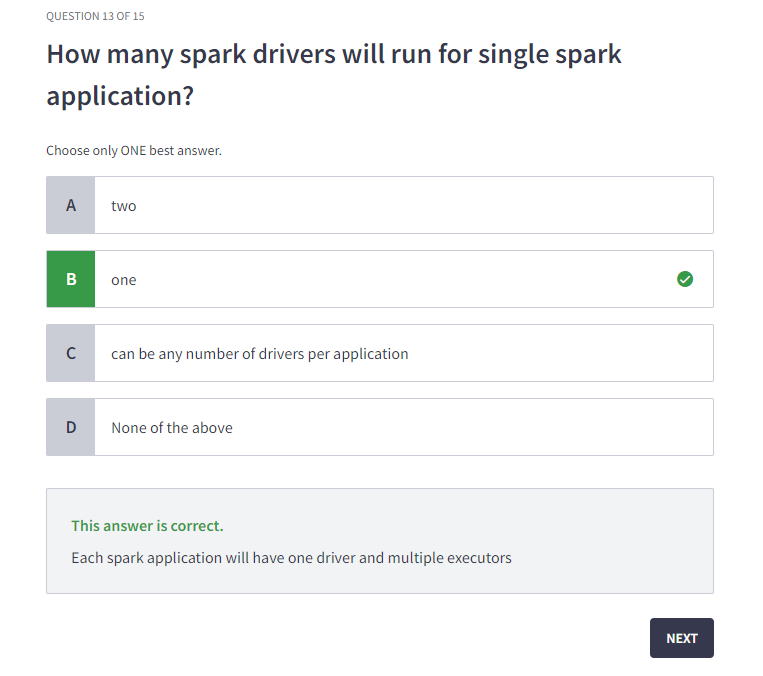 QUESTION 13 OF 15
How many spark drivers will run for single spark
application?
Choose only ONE best answer.
A two
B one
C can be any number of drivers per application
D None of the above
This answer is correct.
Each spark application will have one driver and multiple executors
NEXT